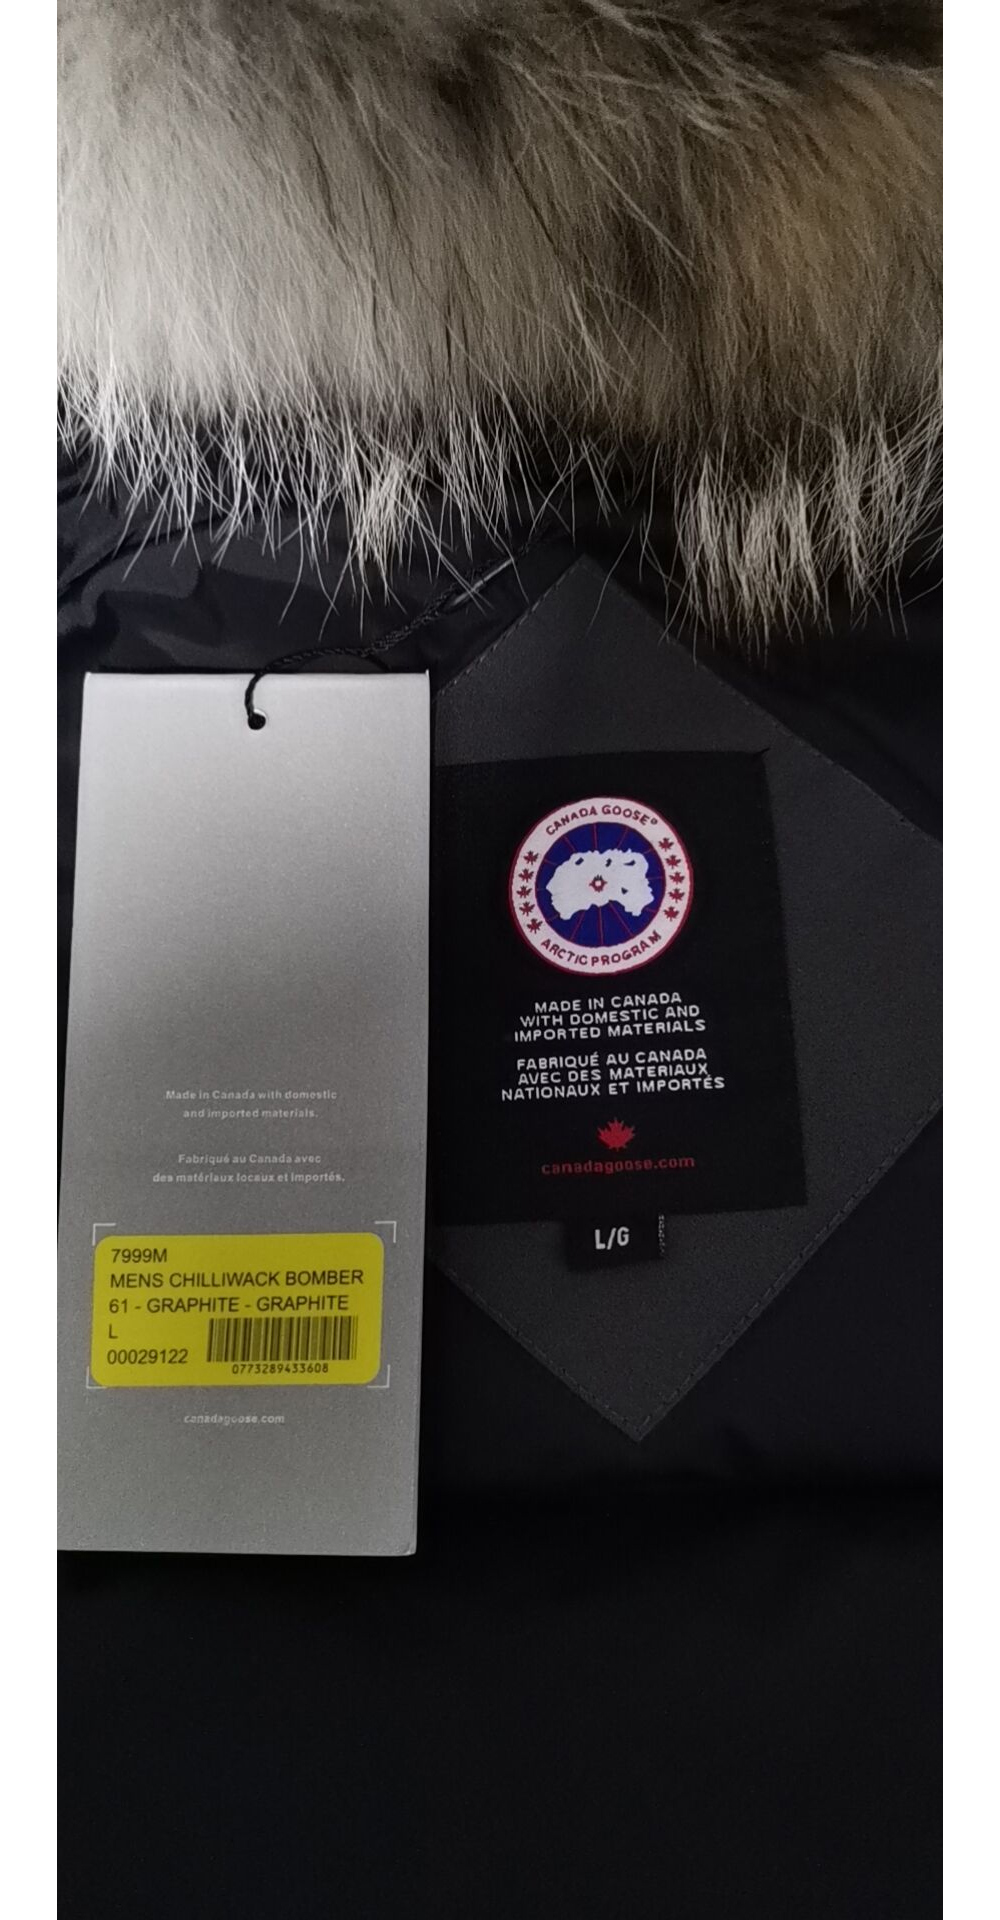 Made in Canada with domestic
and imported materials.
Fabriqué au Canada avec
des matériaux locaux et importés.
7999M
MENS CHILLIWACK BOMBER
61 - GRAPHITE - GRAPHITE
L
00029122
0773289433608
canadagoose.com
CANADA GOOSE®
ARCTIC PROGRAM
MADE IN CANADA
WITH DOMESTIC AND
IMPORTED MATERIALS
FABRIQUÉ AU CANADA
AVEC DES MATERIAUX
NATIONAUX ET IMPORTÉS
canadagoose.com
L/G